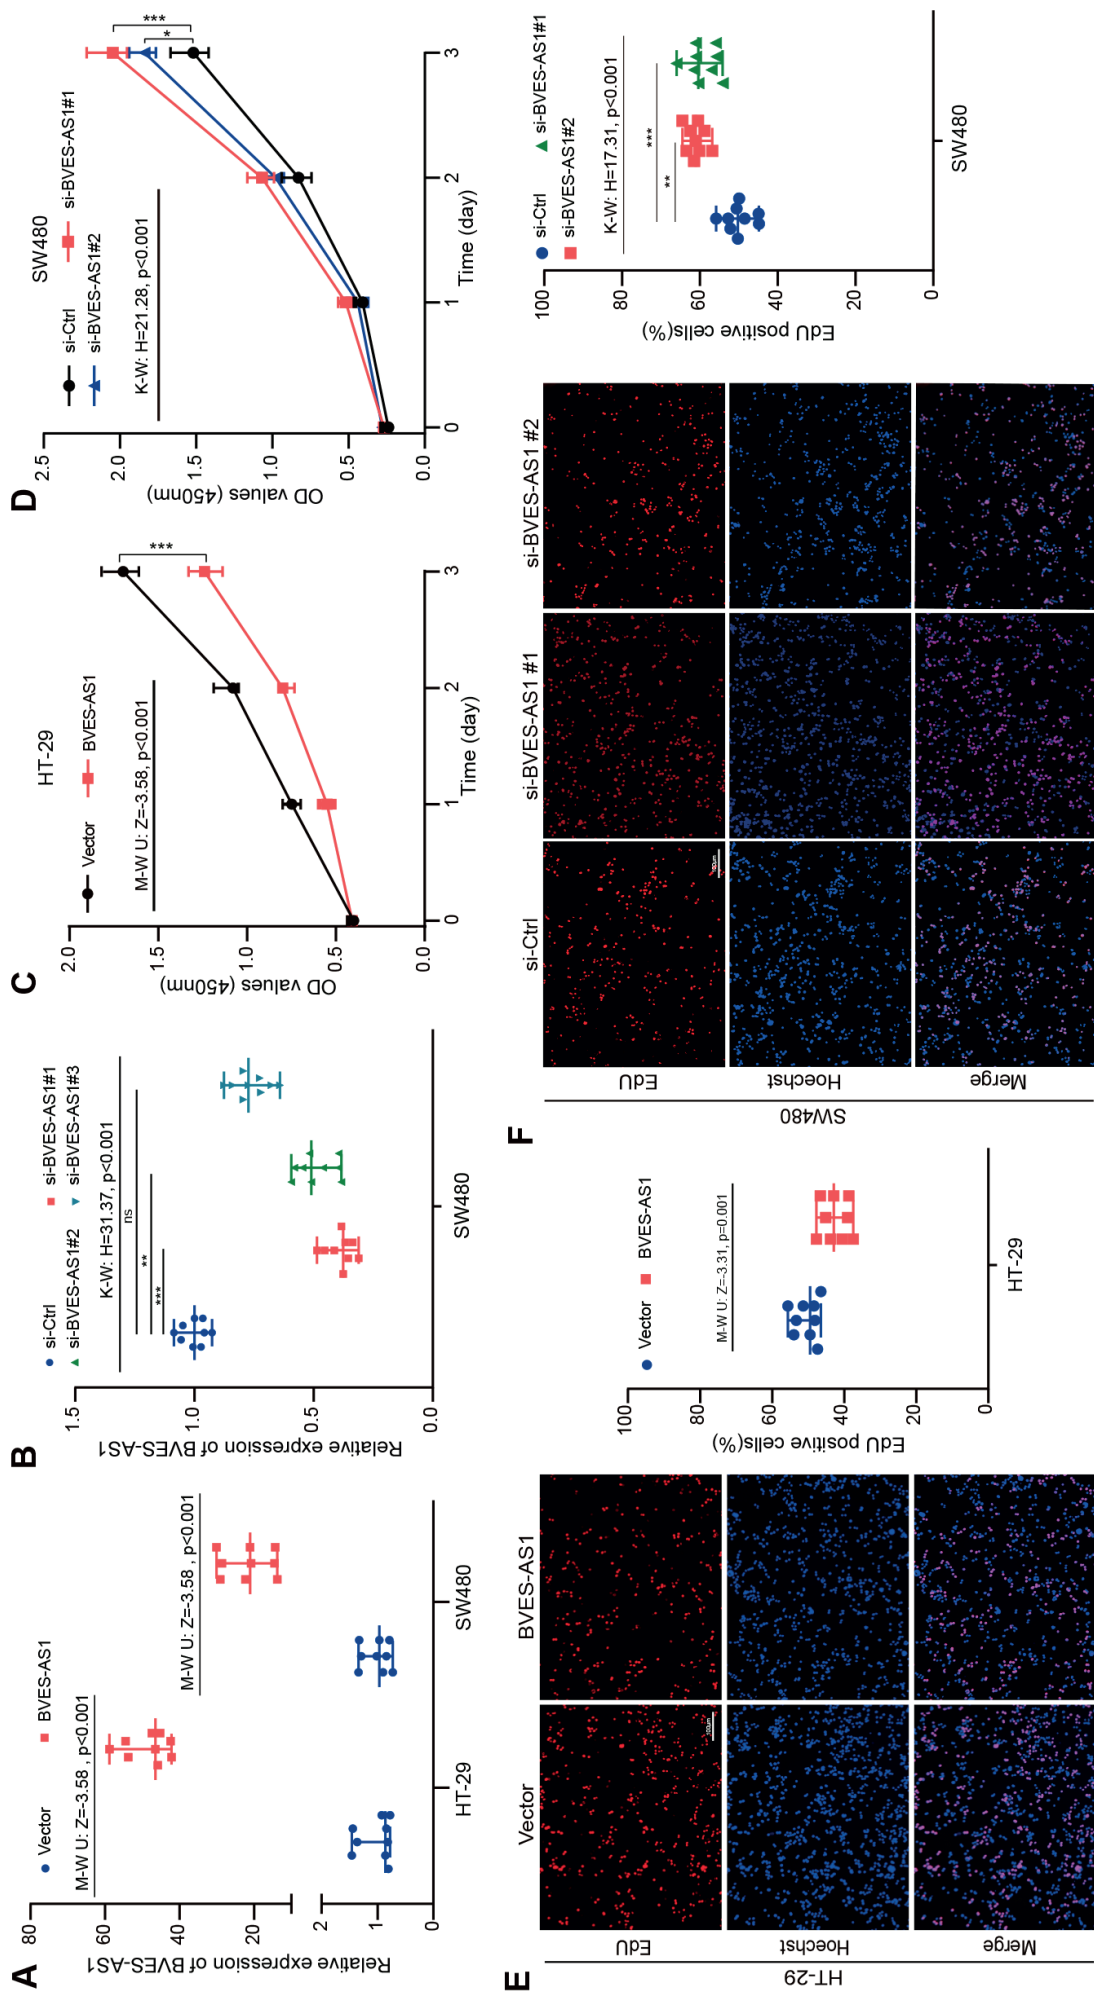 A
Vector
BVES-AS1
M-W U: Z=-3.58 , p<0.001
M-W U: Z=-3.58 , p<0.001
Relative expression of BVES-AS1
80
60
40
20
2
1
0
HT-29
SW480
B
si-Ctrl
si-BVES-AS1#1
si-BVES-AS1#2
si-BVES-AS1#3
K-W: H=31.37, p<0.001
ns
**
***
Relative expression of BVES-AS1
1.5
1.0
0.5
0.0
SW480
C
HT-29
Vector
BVES-AS1
M-W U: Z=-3.58, p<0.001
***
OD values (450nm)
2.0
1.5
1.0
0.5
0.0
0
1
2
3
Time (day)
D
SW480
si-Ctrl
si-BVES-AS1#1
si-BVES-AS1#2
K-W: H=21.28, p<0.001
***
*
OD values (450nm)
2.5
2.0
1.5
1.0
0.5
0.0
0
1
2
3
Time (day)
E
Vector
BVES-AS1
HT-29
EdU
Hoechst
Merge
100μm
Vector
BVES-AS1
M-W U: Z=-3.31, p=0.001
EdU positive cells(%)
100
80
60
40
20
0
HT-29
F
si-Ctrl
si-BVES-AS1 #1
si-BVES-AS1 #2
SW480
EdU
Hoechst
Merge
si-Ctrl
si-BVES-AS1#1
si-BVES-AS1#2
K-W: H=17.31, p<0.001
***
**
EdU positive cells(%)
100
80
60
40
20
0
SW480